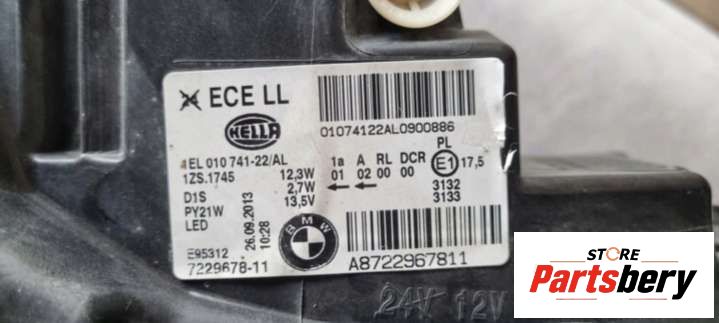 ECE LL
HELLA
01074122AL0900886
EL 010 741-22/AL
1ZS.1745
D1S
PY21W
LED
12,3W
2,7W
13,5V
26.09.2013
10:28
1a A RL DCR
01 02 00 00
PL
E1 17,5
3132
3133
BMW
E95312
7229678-11
A8722967811
24V 12V
STORE
Partsbery